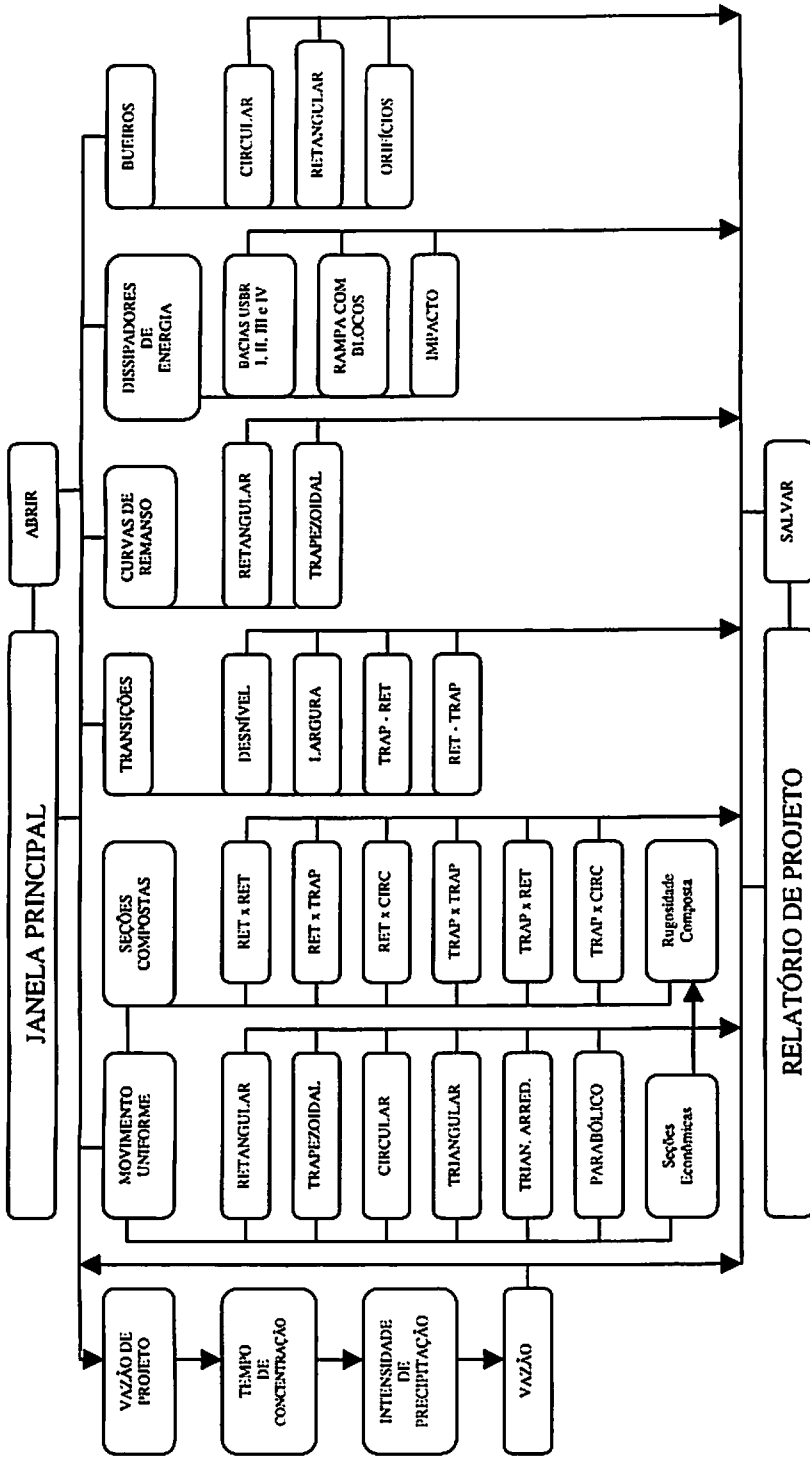 JANELA PRINCIPAL
ABRIR
VAZÃO DE
PROJETO
TEMPO
DE
CONCENTRAÇÃO
INTENSIDADE
DE
PRECIPITAÇÃO
VAZÃO
MOVIMENTO
UNIFORME
RETANGULAR
TRAPEZOIDAL
CIRCULAR
TRIANGULAR
TRIAN. ARRED.
PARABÓLICO
Seções
Econômicas
SEÇÕES
COMPOSTAS
RET x RET
RET x TRAP
RET x CIRC
TRAP x TRAP
TRAP x RET
TRAP x CIRC
Rugosidade
Composta
TRANSIÇÕES
DESNÍVEL
LARGURA
TRAP - RET
RET - TRAP
CURVAS DE
REMANSO
RETANGULAR
TRAPEZOIDAL
DISSIPADORES
DE
ENERGIA
BACIAS USBR
I, II, III e IV
RAMPA COM
BLOCOS
IMPACTO
BUEIROS
CIRCULAR
RETANGULAR
ORIFÍCIOS
RELATÓRIO DE PROJETO
SALVAR